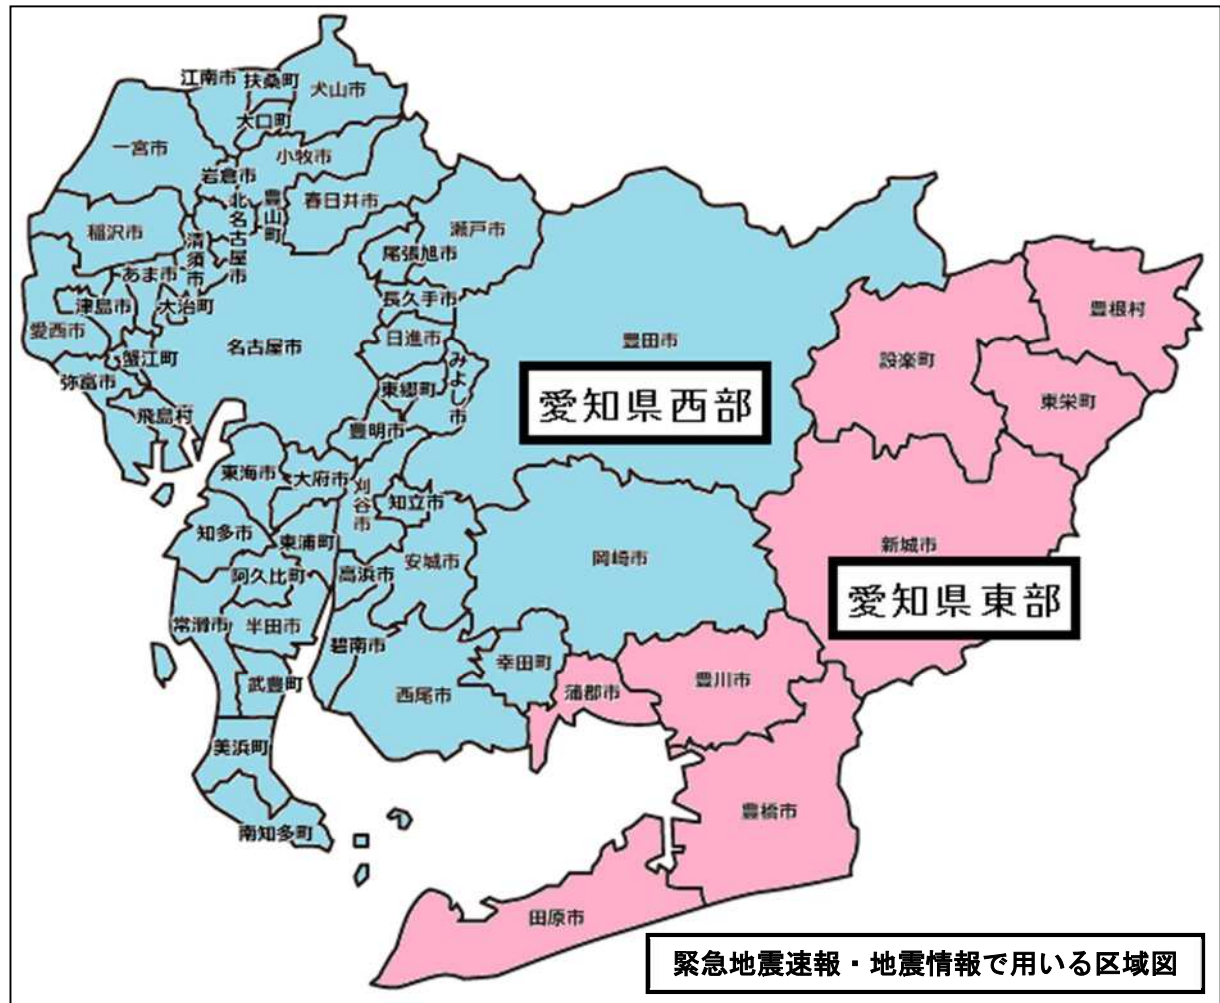 江南市
扶桑町
犬山市
大口町
一宮市
小牧市
岩倉市
北名古屋市
豊山町
春日井市
稲沢市
清須市
瀬戸市
尾張旭市
あま市
津島市
大治町
長久手市
愛西市
蟹江町
名古屋市
日進市
みよし市
豊田市
弥富市
東郷町
飛島村
豊明市
愛知県西部
設楽町
豊根村
東栄町
東海市
大府市
刈谷市
知立市
知多市
東浦町
安城市
岡崎市
新城市
阿久比町
高浜市
愛知県東部
常滑市
半田市
碧南市
幸田町
武豊町
西尾市
蒲郡市
豊川市
美浜町
豊橋市
南知多町
田原市
緊急地震速報・地震情報で用いる区域図